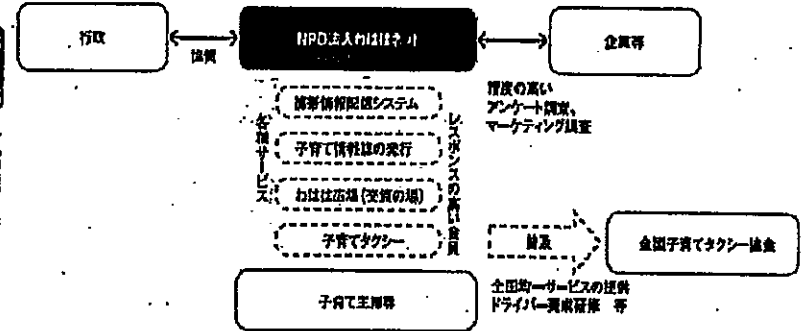 行政
協働
NPO法人わははネット
企業等
携帯情報配信システム
子育て情報誌の発行
わはは広場(交流の場)
子育てタクシー
各種サービス
レスポンスの高い会員
精度の高い
アンケート調査、
マーケティング調査
普及
全国子育てタクシー協会
子育て主婦等
全国均一サービスの提供
ドライバー養成研修 等